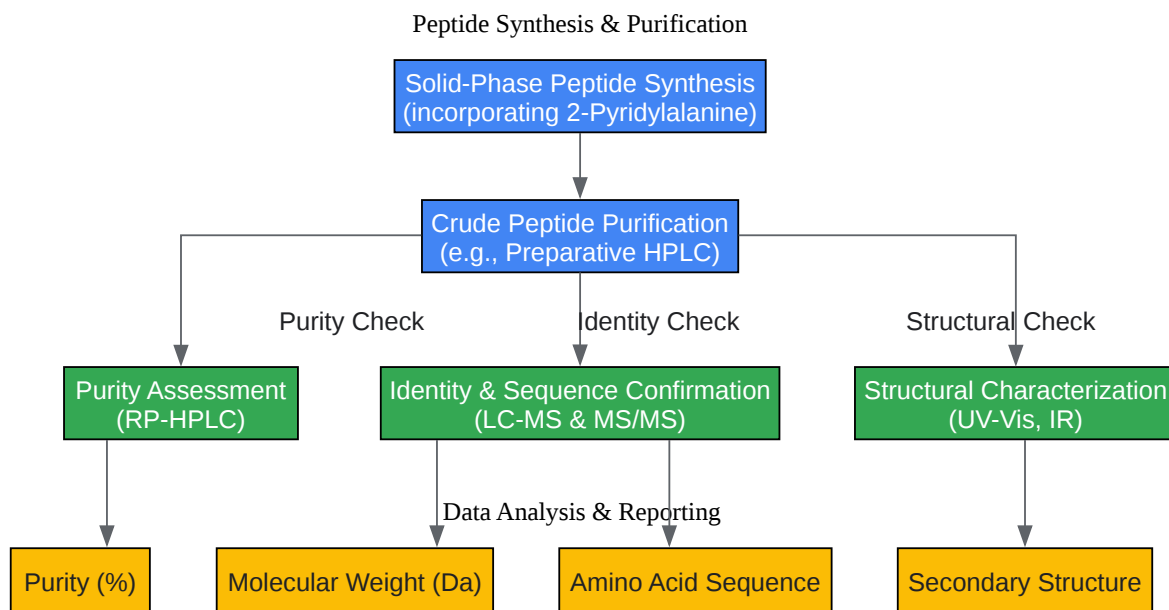 Peptide Synthesis & Purification
Solid-Phase Peptide Synthesis
(incorporating 2-Pyridylalanine)
Crude Peptide Purification
(e.g., Preparative HPLC)
Purity Check
Identity Check
Structural Check
Purity Assessment
(RP-HPLC)
Identity & Sequence Confirmation
(LC-MS & MS/MS)
Structural Characterization
(UV-Vis, IR)
Data Analysis & Reporting
Purity (%)
Molecular Weight (Da)
Amino Acid Sequence
Secondary Structure